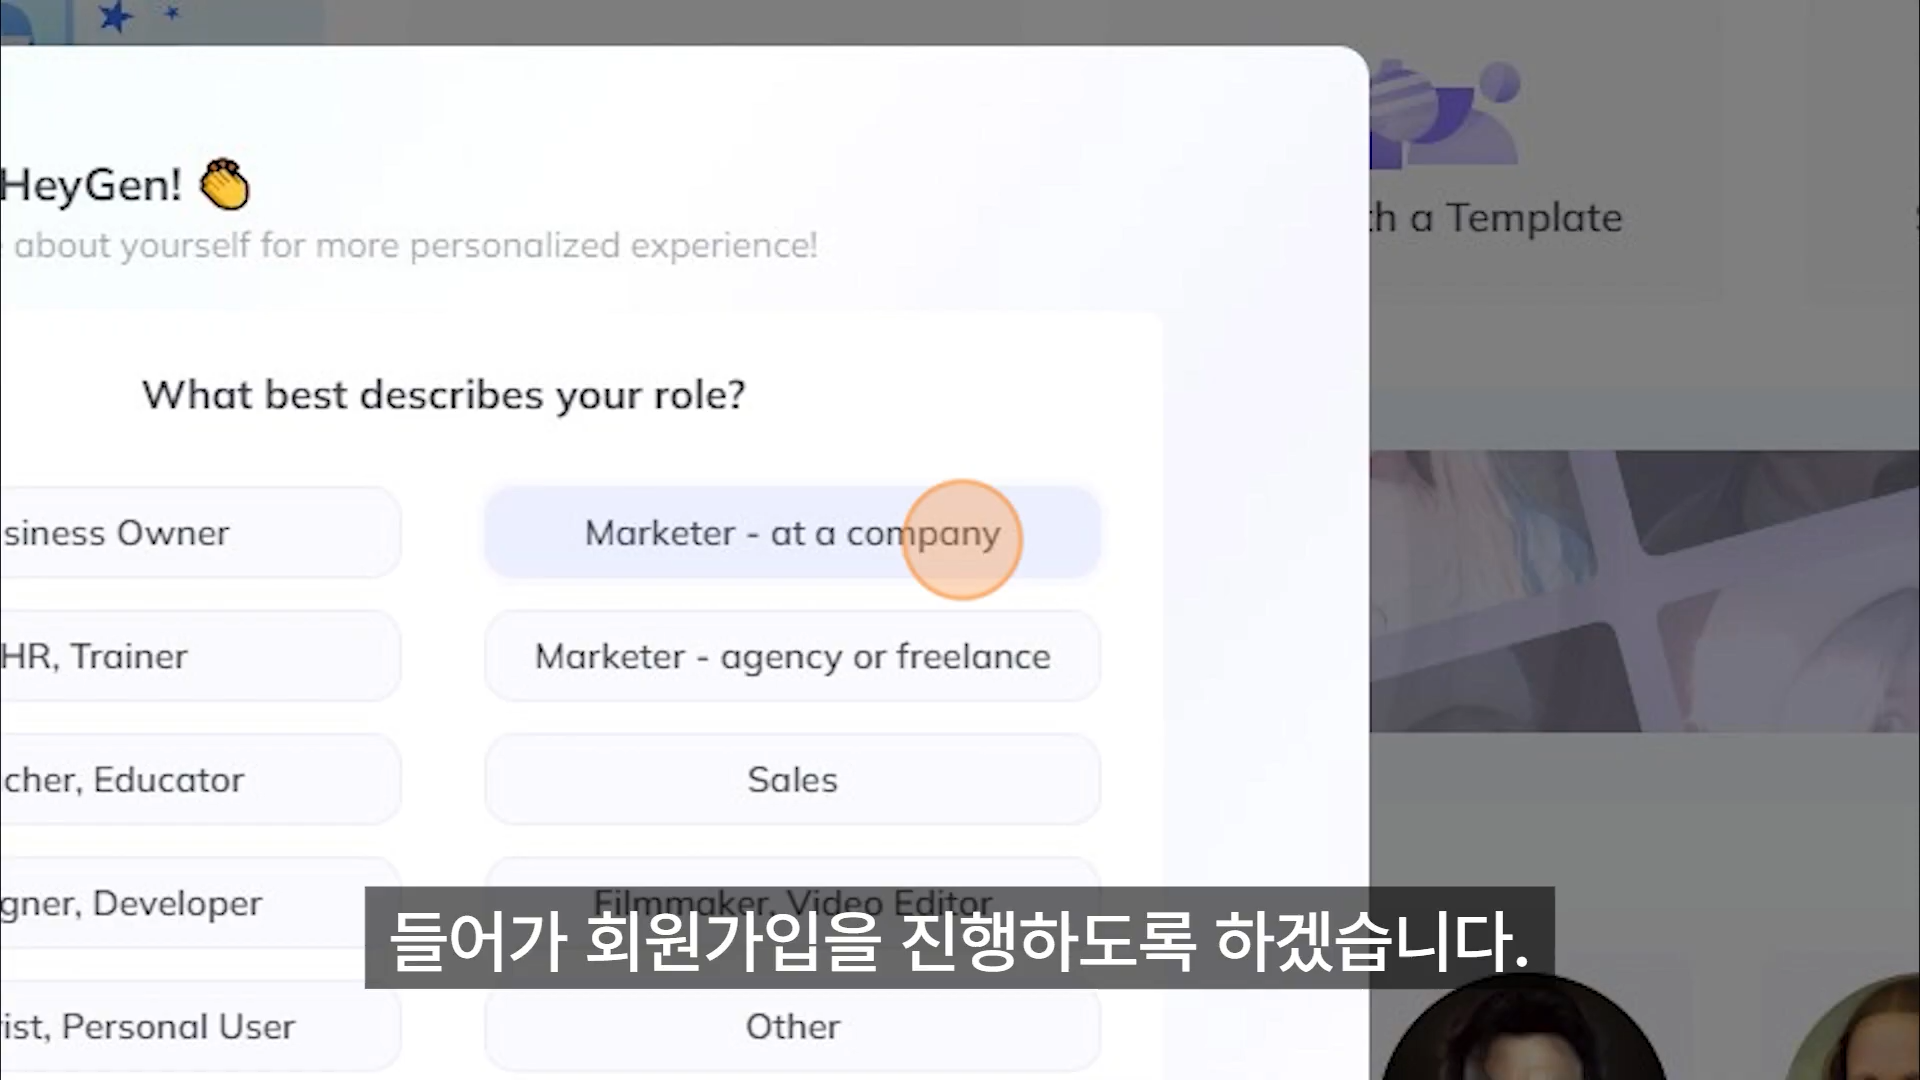 HeyGen! 👏
about yourself for more personalized experience!
th a Template
What best describes your role?
siness Owner
Marketer - at a company
HR, Trainer
Marketer - agency or freelance
cher, Educator
Sales
gner, Developer
Filmmaker, Video Editor
들어가 회원가입을 진행하도록 하겠습니다.
ist, Personal User
Other